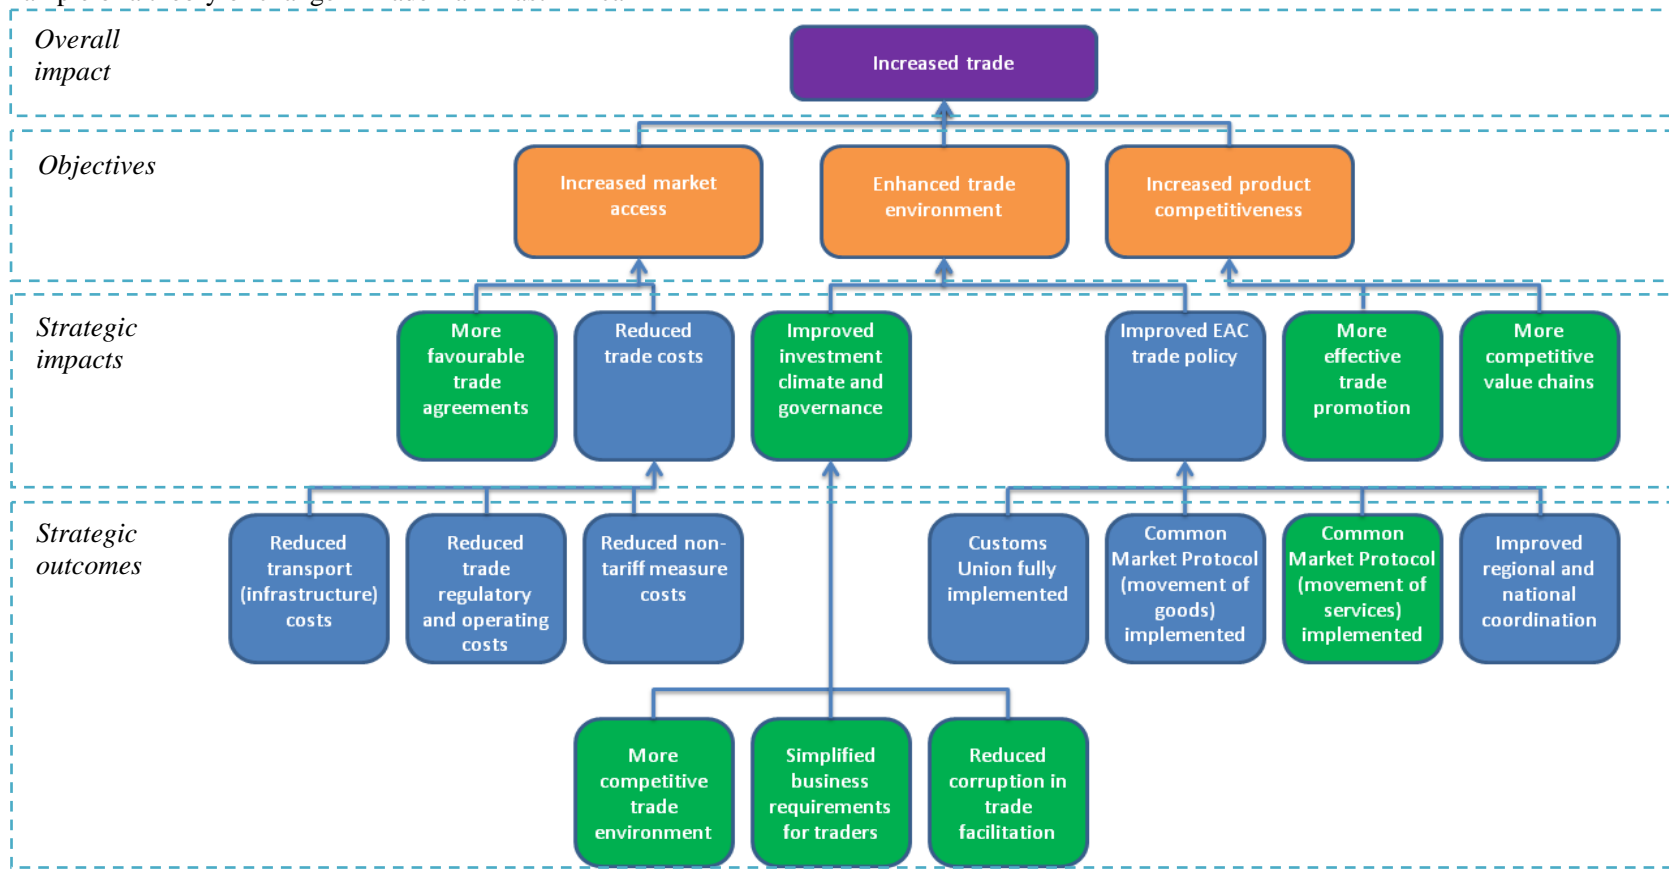 Overall
impact
Increased trade
Objectives
Increased market
access
Enhanced trade
environment
Increased product
competitiveness
Strategic
impacts
More
favourable
trade
agreements
Reduced
trade costs
Improved
investment
climate and
governance
Improved EAC
trade policy
More
effective
trade
promotion
More
competitive
value chains
Strategic
outcomes
Reduced
transport
(infrastructure)
costs
Reduced
trade
regulatory
and operating
costs
Reduced non-
tariff measure
costs
Customs
Union fully
implemented
Common
Market Protocol
(movement of
goods)
implemented
Common
Market Protocol
(movement of
services)
implemented
Improved
regional and
national
coordination
More
competitive
trade
environment
Simplified
business
requirements
for traders
Reduced
corruption in
trade
facilitation